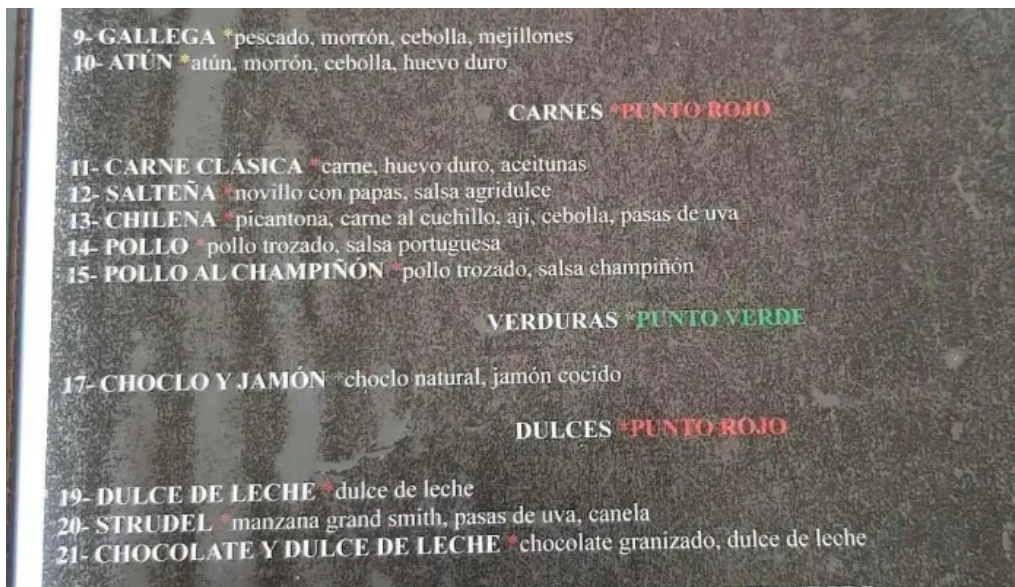 9- GALLEGA *pescado, morrón, cebolla, mejillones
10- ATÚN *atún, morrón, cebolla, huevo duro
CARNES *PUNTO ROJO
11- CARNE CLÁSICA *carne, huevo duro, aceitunas
12- SALTEÑA *novillo con papas, salsa agridulce
13- CHILENA *picantona, carne al cuchillo, ají, cebolla, pasas de uva
14- POLLO *pollo trozado, salsa portuguesa
15- POLLO AL CHAMPIÑÓN *pollo trozado, salsa champiñón
VERDURAS *PUNTO VERDE
17- CHOCLO Y JAMÓN *choclo natural, jamón cocido
DULCES *PUNTO ROJO
19- DULCE DE LECHE *dulce de leche
20- STRUDEL *manzana grand smith, pasas de uva, canela
21- CHOCOLATE Y DULCE DE LECHE *chocolate granizado, dulce de leche